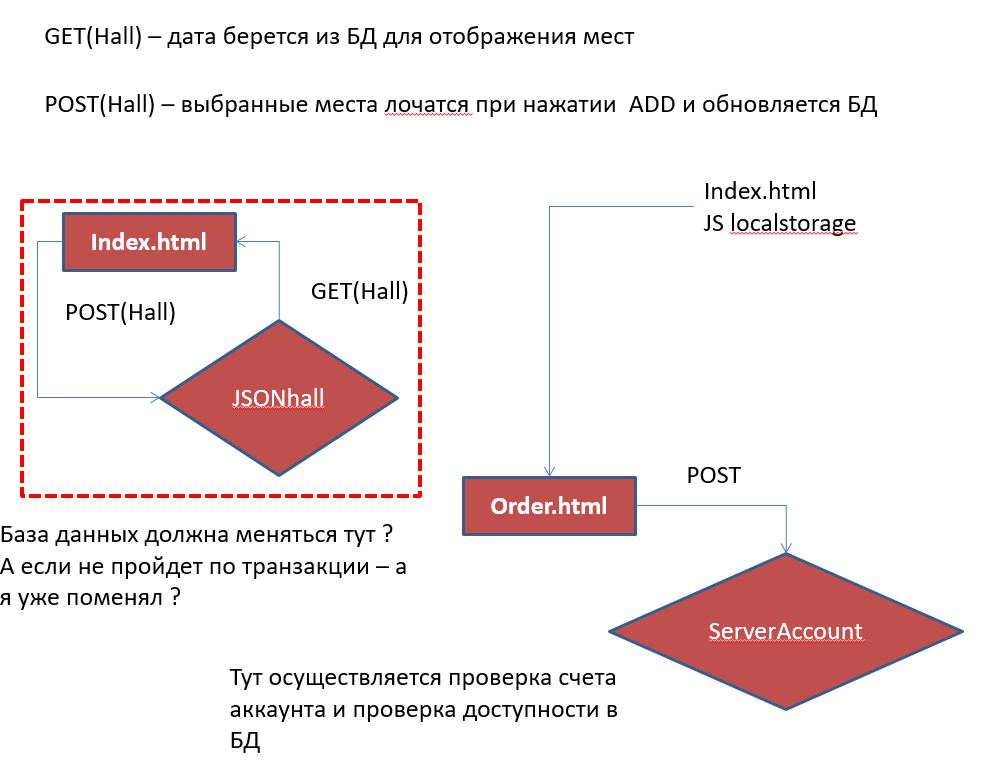 GET(Hall) – дата берется из БД для отображения мест
POST(Hall) – выбранные места лочатся при нажатии ADD и обновляется БД
Index.html
JS localstorage
Index.html
GET(Hall)
POST(Hall)
JSONhall
POST
Order.html
База данных должна меняться тут ?
А если не пройдет по транзакции – а
я уже поменял ?
ServerAccount
Тут осуществляется проверка счета
аккаунта и проверка доступности в
БД